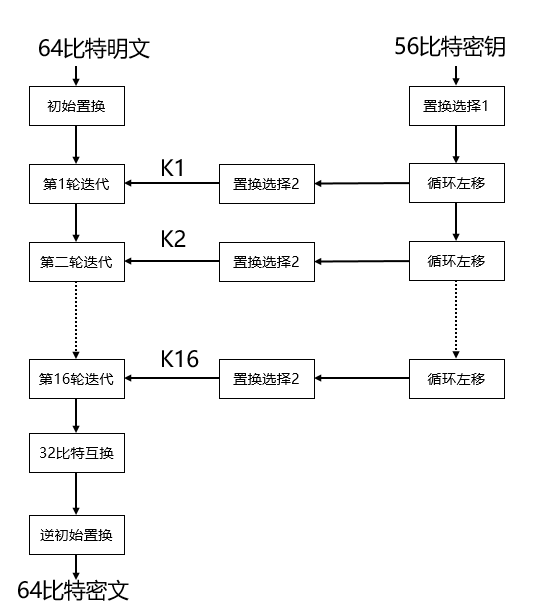 64比特明文
56比特密钥
初始置换
置换选择1
第1轮迭代
K1
置换选择2
循环左移
第二轮迭代
K2
置换选择2
循环左移
第16轮迭代
K16
置换选择2
循环左移
32比特互换
逆初始置换
64比特密文